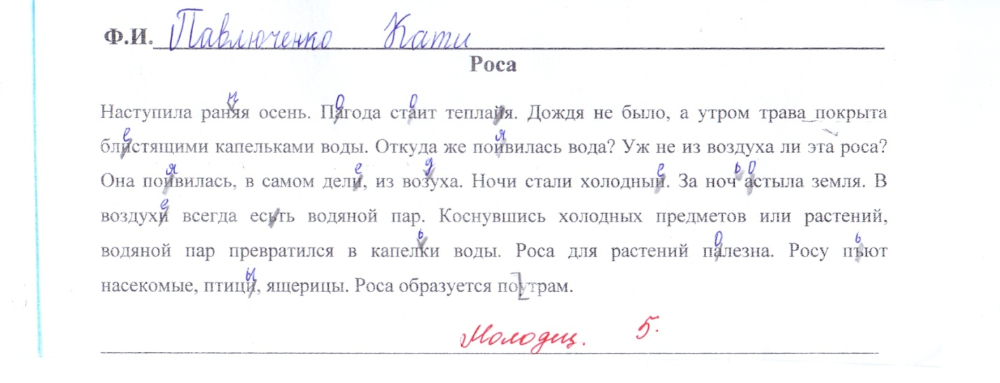 Ф.И. Павлюченко Кати
Роса
н о о
Наступила раняя осень. Пагода стаит теплайя. Дождя не было, а утром трава покрыта
е я
блистящими капельками воды. Откуда же поивилась вода? Уж не из воздуха ли эта роса?
я е д е ь о
Она поивилась, в самом дели, из возуха. Ночи стали холодныи. За ноч астыла земля. В
е
воздухи всегда есьть водяной пар. Коснувшись холодных предметов или растений,
ь о ь
водяной пар превратился в капелки воды. Роса для растений палезна. Росу пъют
ы
насекомые, птици, ящерицы. Роса образуется поутрам.
Молодец. 5.